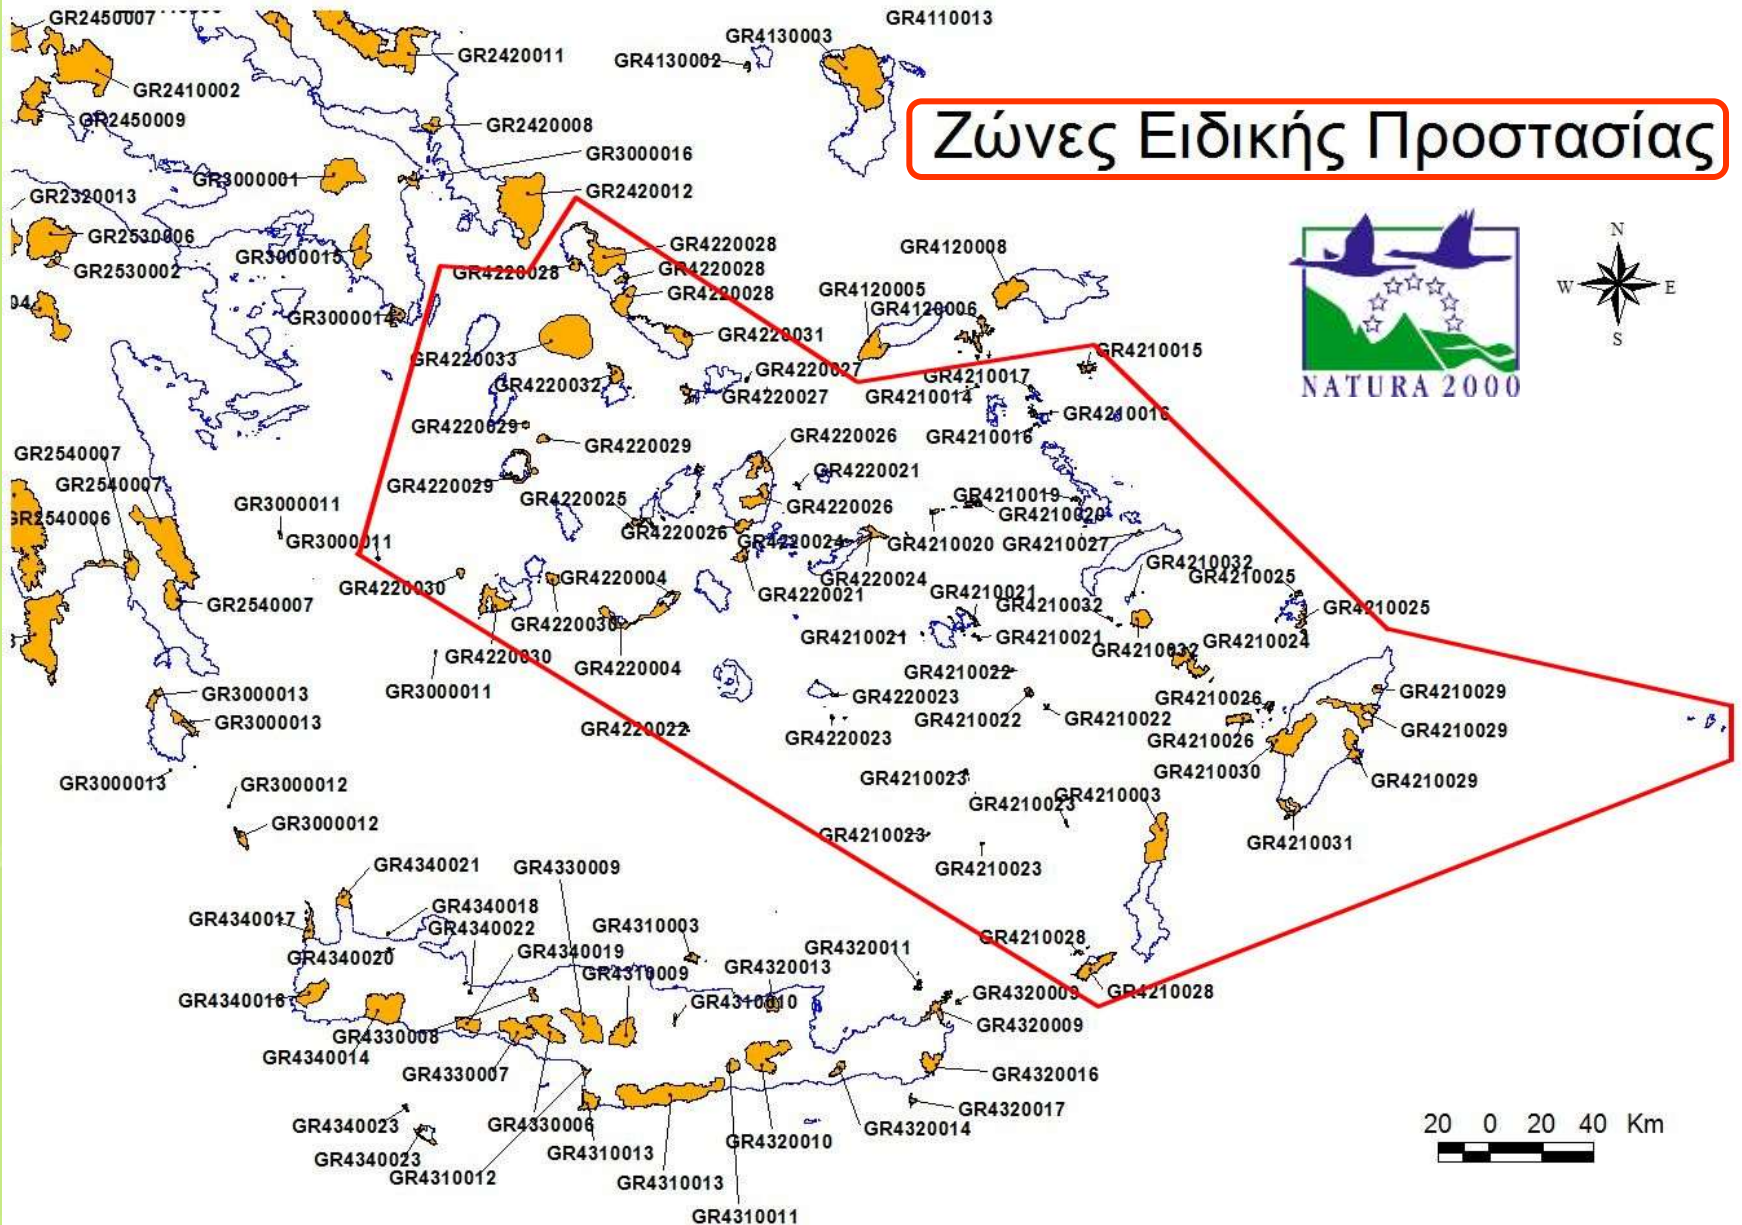 GR2450007
GR4110013
GR4130003
GR2420011
GR4130002
GR2410002
GR2450009
GR2420008
Ζώνες Ειδικής Προστασίας
GR3000016
GR3000001
GR2420012
GR2320013
GR2530006
GR4220028
GR4120008
GR3000015
GR2530002
GR4220028
GR4220028
GR4220028
GR4120005
GR4120006
GR3000014
GR4220031
GR4220033
GR4210015
N
W
E
S
NATURA 2000
GR4220027
GR4210017
GR4220032
GR4220027
GR4210014
GR4210016
GR4220029
GR4220029
GR4220026
GR4210016
GR2540007
GR4220021
GR2540007
GR4220029
GR4220025
GR4220026
GR4210019
GR3000011
GR2540006
GR4220026
GR4210020
GR3000011
GR4220024
GR4210020
GR4210027
GR4210032
GR4220030
GR4220004
GR4220024
GR4210025
GR4220021
GR4210021
GR4210032
GR2540007
GR4210025
GR4220030
GR4210021
GR4210021
GR4210024
GR4210032
GR4220030
GR4220004
GR4210022
GR3000011
GR3000013
GR4220023
GR4210026
GR4210029
GR3000013
GR4210022
GR4210022
GR4220022
GR4220023
GR4210026
GR4210029
GR4210030
GR3000013
GR3000012
GR4210023
GR4210003
GR4210029
GR4210023
GR3000012
GR4210023
GR4210031
GR4340021
GR4330009
GR4210023
GR4340018
GR4340017
GR4340022
GR4310003
GR4210028
GR4340020
GR4340019
GR4310009
GR4320013
GR4320011
GR4340016
GR4310010
GR4320009
GR4210028
GR4330008
GR4320009
GR4340014
GR4330007
GR4320016
GR4320017
GR4340023
GR4330006
GR4320014
GR4310013
GR4320010
GR4340023
GR4310012
GR4310013
GR4310011
20 0 20 40 Km